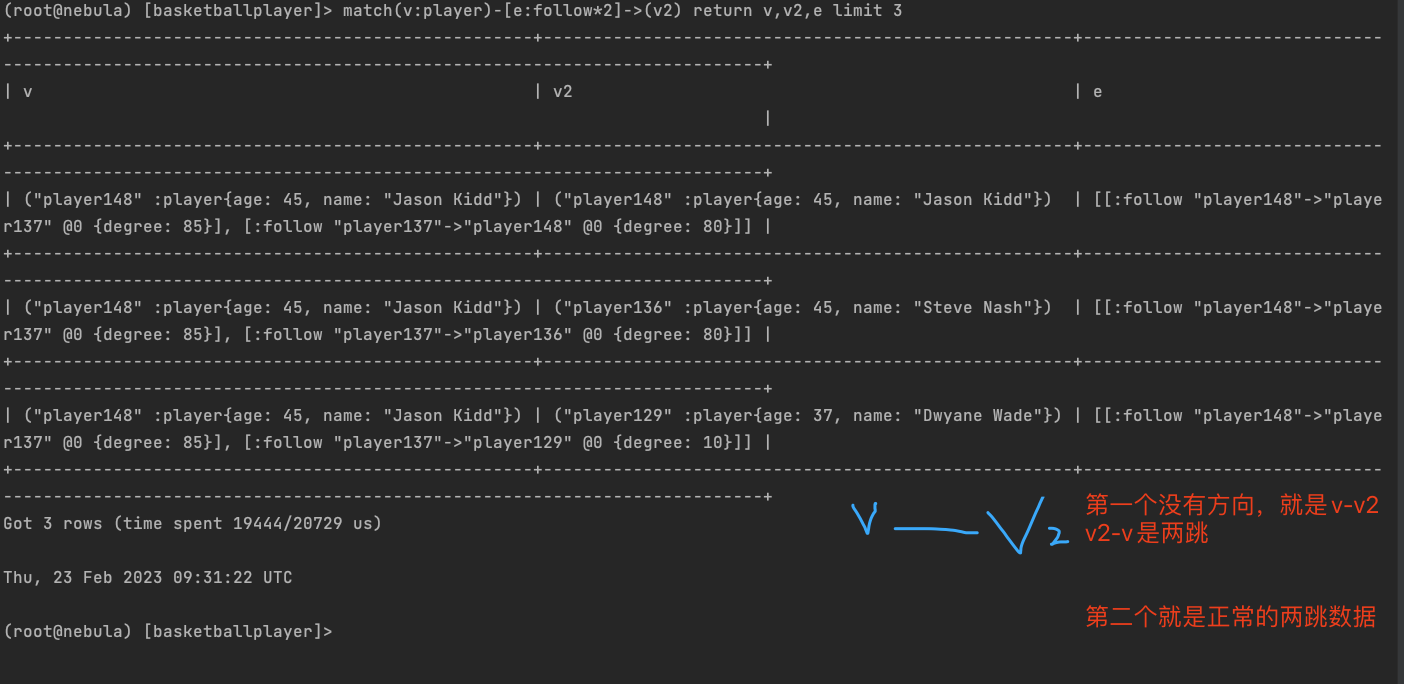 (root@nebula) [basketballplayer]> match(v:player)-[e:follow*2]->(v2) return v,v2,e limit 3
+-----------------------------------------------------+-----------------------------------------------------+------------------------------
---------------------------------------------------------------------------+
| v | v2 | e
|
+-----------------------------------------------------+-----------------------------------------------------+------------------------------
---------------------------------------------------------------------------+
| ("player148" :player{age: 45, name: "Jason Kidd"}) | ("player148" :player{age: 45, name: "Jason Kidd"}) | [[:follow "player148"->"playe
r137" @0 {degree: 85}], [:follow "player137"->"player148" @0 {degree: 80}]] |
+-----------------------------------------------------+-----------------------------------------------------+------------------------------
---------------------------------------------------------------------------+
| ("player148" :player{age: 45, name: "Jason Kidd"}) | ("player136" :player{age: 45, name: "Steve Nash"}) | [[:follow "player148"->"playe
r137" @0 {degree: 85}], [:follow "player137"->"player136" @0 {degree: 80}]] |
+-----------------------------------------------------+-----------------------------------------------------+------------------------------
---------------------------------------------------------------------------+
| ("player148" :player{age: 45, name: "Jason Kidd"}) | ("player129" :player{age: 37, name: "Dwyane Wade"}) | [[:follow "player148"->"playe
r137" @0 {degree: 85}], [:follow "player137"->"player129" @0 {degree: 10}]] |
+-----------------------------------------------------+-----------------------------------------------------+------------------------------
---------------------------------------------------------------------------+
Got 3 rows (time spent 19444/20729 us)
v — V2
第一个没有方向，就是v-v2
v2-v是两跳
Thu, 23 Feb 2023 09:31:22 UTC
第二个就是正常的两跳数据
(root@nebula) [basketballplayer]>